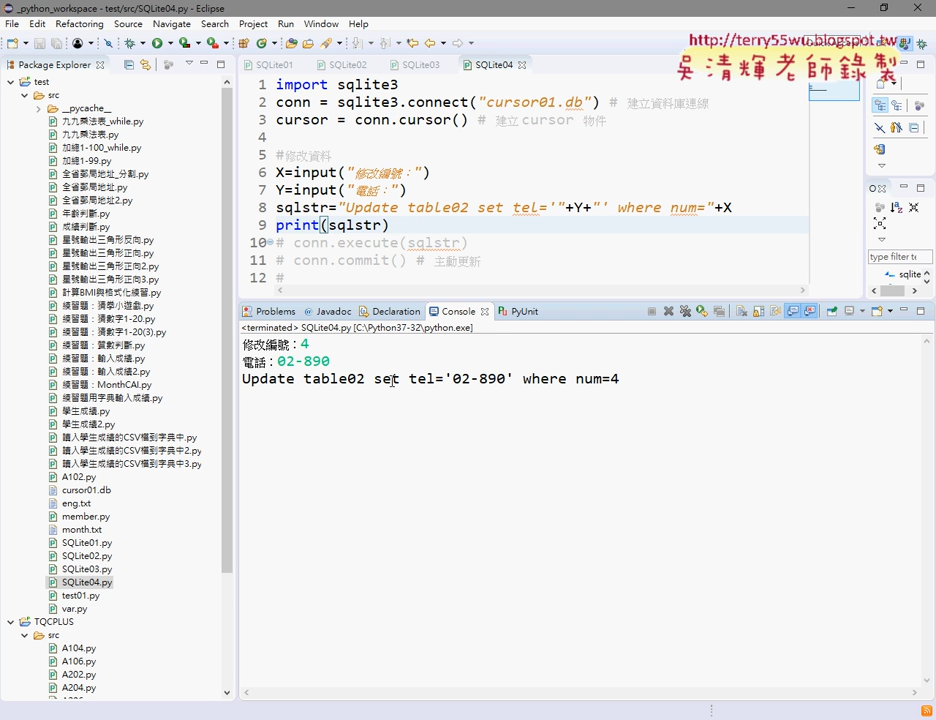 _python_workspace - test/src/SQLite04.py - Eclipse
File Edit Refactoring Source Navigate Search Project Run Window Help
http://terry55wu.blogspot.tw
吳清輝老師錄製
Package Explorer
test
src
__pycache__
九九乘法表_while.py
九九乘法表.py
加總1-100_while.py
加總1-99.py
全省郵局地址_分割.py
全省郵局地址.py
全省郵局地址2.py
年齡判斷.py
成績判斷.py
星號輸出三角形反向.py
星號輸出三角形正向.py
星號輸出三角形正向2.py
星號輸出三角形正向3.py
計算BMI與格式化練習.py
練習題：猜拳小遊戲.py
練習題：猜數字1-20.py
練習題：猜數字1-20(3).py
練習題：質數判斷.py
練習題：輸入成績.py
練習題：輸入成績2.py
練習題：MonthCAI.py
練習題用字典輸入成績.py
學生成績.py
學生成績2.py
讀入學生成績的CSV檔到字典中.py
讀入學生成績的CSV檔到字典中2.py
讀入學生成績的CSV檔到字典中3.py
A102.py
cursor01.db
eng.txt
member.py
month.txt
SQLite01.py
SQLite02.py
SQLite03.py
SQLite04.py
test01.py
var.py
TQCPLUS
src
A104.py
A106.py
A202.py
A204.py
SQLite01 SQLite02 SQLite03 SQLite04
1 import sqlite3
2 conn = sqlite3.connect("cursor01.db") # 建立資料庫連線
3 cursor = conn.cursor() # 建立 cursor 物件
4
5 #修改資料
6 X=input("修改編號：")
7 Y=input("電話：")
8 sqlstr="Update table02 set tel='"+Y+"' where num="+X
9 print(sqlstr)
10 # conn.execute(sqlstr)
11 # conn.commit() # 主動更新
12 #
Problems Javadoc Declaration Console PyUnit
<terminated> SQLite04.py [C:\Python37-32\python.exe]
修改編號：4
電話：02-890
Update table02 set tel='02-890' where num=4
type filter te
sqlite